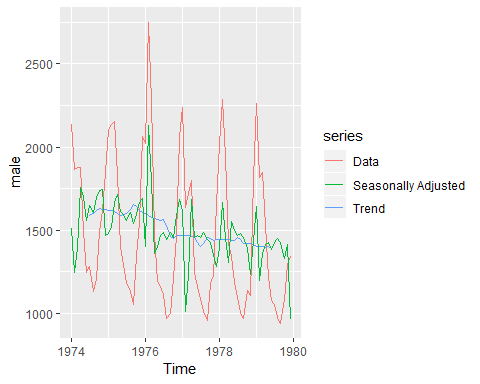 2500
2000
1500
1000
male
1974
1976
1978
1980
Time
series
Data
Seasonally Adjusted
Trend